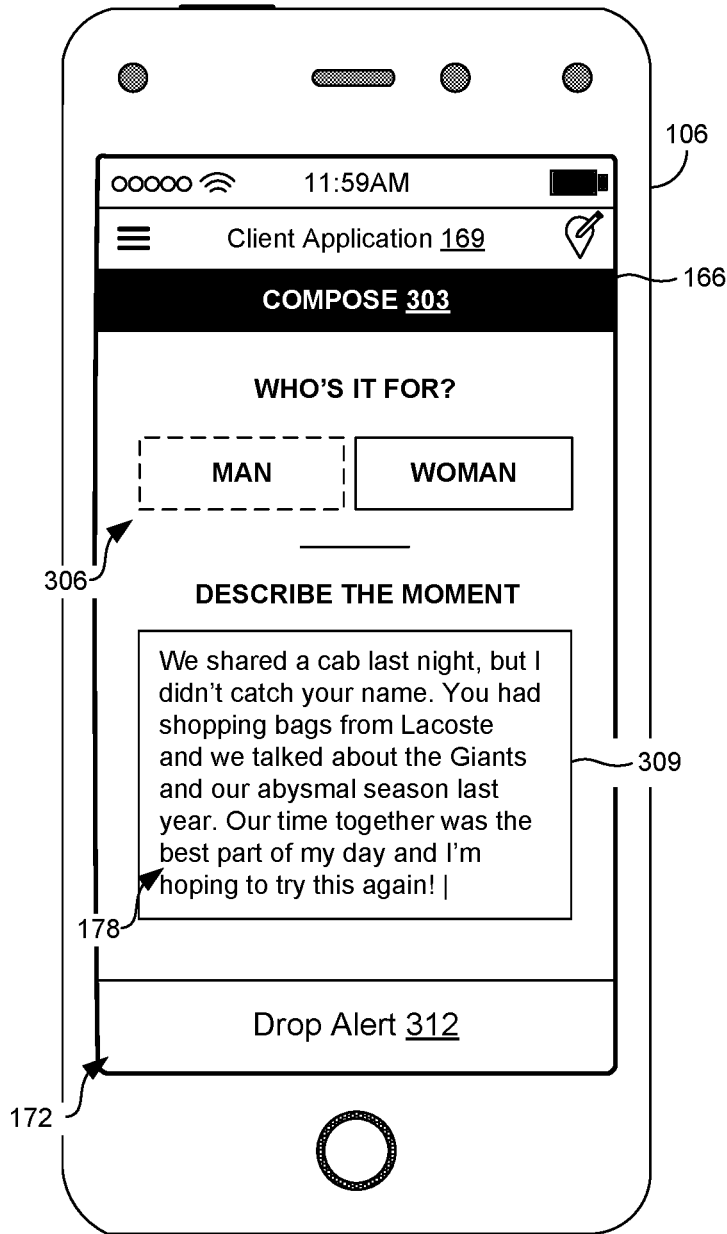 11:59AM
106
Client Application 169
166
COMPOSE 303
WHO'S IT FOR?
MAN WOMAN
306
DESCRIBE THE MOMENT
We shared a cab last night, but I
didn't catch your name. You had
shopping bags from Lacoste
and we talked about the Giants
309
and our abysmal season last
year. Our time together was the
best part of my day and I'm
hoping to try this again! |
178
Drop Alert 312
172